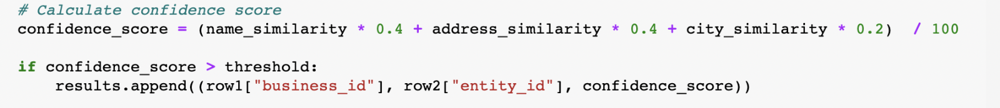 # Calculate confidence score
confidence_score = (name_similarity * 0.4 + address_similarity * 0.4 + city_similarity * 0.2)  / 100
if confidence_score > threshold:
    results.append((row1["business_id"], row2["entity_id"], confidence_score))